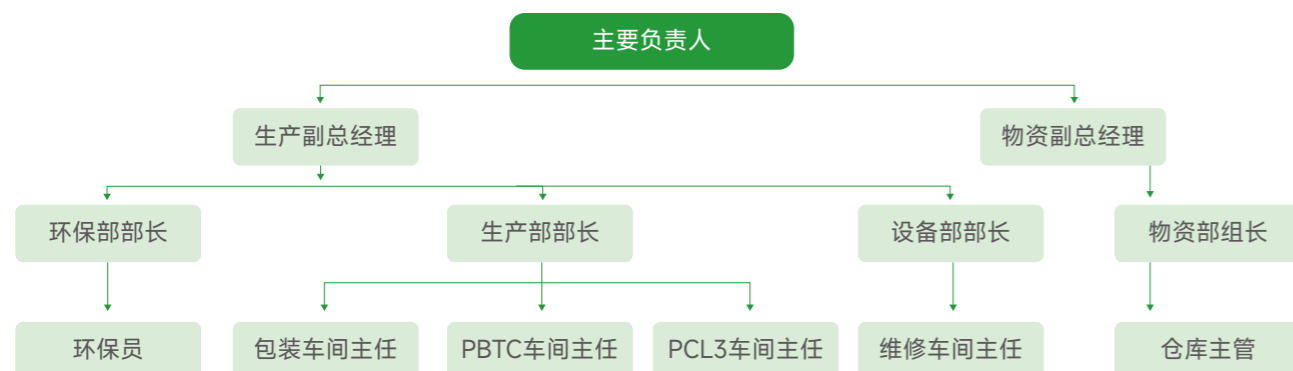 主要负责人
生产副总经理
物资副总经理
环保部部长
生产部部长
设备部部长
物资部组长
环保员
包装车间主任
PBTC车间主任
PCL3车间主任
维修车间主任
仓库主管